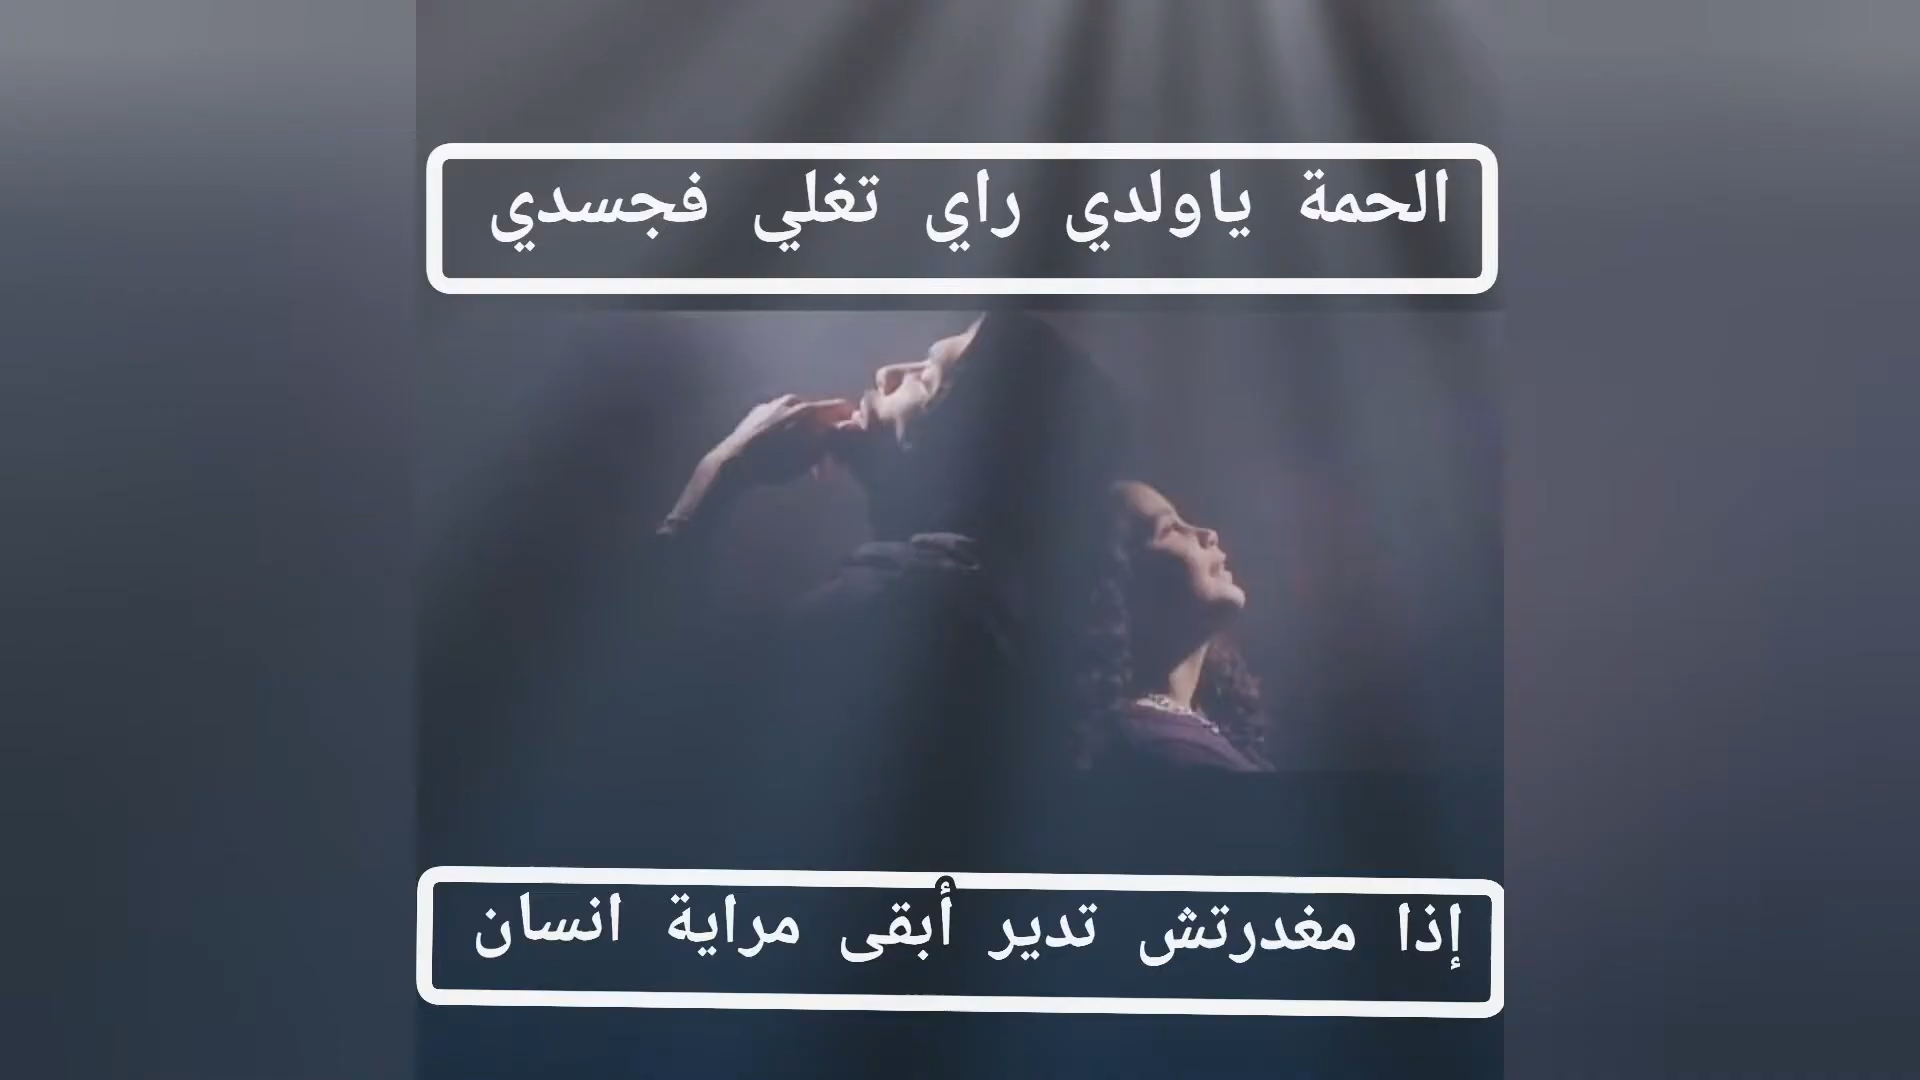 الحمة ياولدي راي تغلي فجسدي
إذا مغدرتش تدير أبقى مراية انسان